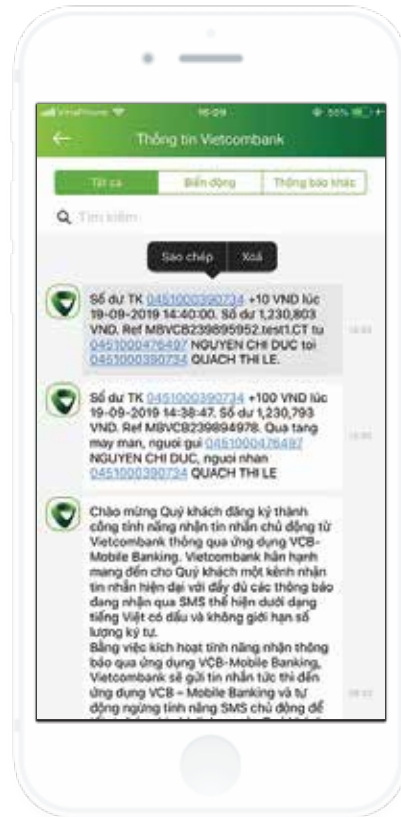 VinaPhone
16:09
55%
Thông tin Vietcombank
Tất cả
Biến động
Thông báo khác
Tìm kiếm
Sao chép
Xoá
Số dư TK 0451000390734 +10 VND lúc
19-09-2019 14:40:00. Số dư 1,230,803
VND. Ref MBVCB239895952.test1.CT tu
0451000476497 NGUYEN CHI DUC toi
0451000390734 QUACH THI LE.
Số dư TK 0451000390734 +100 VND lúc
19-09-2019 14:38:47. Số dư 1,230,793
VND. Ref MBVCB239894978. Qua tang
may man, nguoi gui 0451000476497
NGUYEN CHI DUC, nguoi nhan
0451000390734 QUACH THI LE
Chào mừng Quý khách đăng ký thành
công tính năng nhận tin nhắn chủ động từ
Vietcombank thông qua ứng dụng VCB-
Mobile Banking. Vietcombank hân hạnh
mang đến cho Quý khách một kênh nhận
tin nhắn hiện đại với đầy đủ các thông báo
đang nhận qua SMS thể hiện dưới dạng
tiếng Việt có dấu và không giới hạn số
lượng ký tự.
Bằng việc kích hoạt tính năng nhận thông
báo qua ứng dụng VCB-Mobile Banking,
Vietcombank sẽ gửi tin nhắn tức thì đến
ứng dụng VCB – Mobile Banking và tự
động ngừng tính năng SMS chủ động để